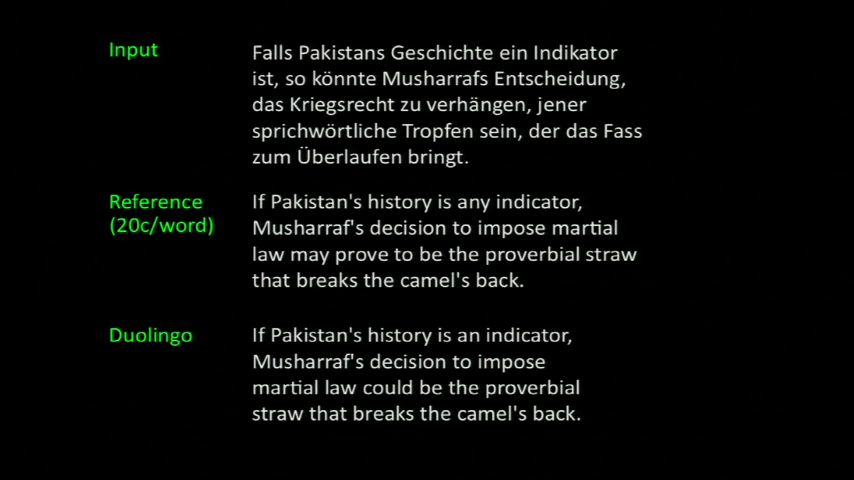 Input
Falls Pakistans Geschichte ein Indikator
ist, so könnte Musharrafs Entscheidung,
das Kriegsrecht zu verhängen, jener
sprichwörtliche Tropfen sein, der das Fass
zum Überlaufen bringt.
Reference
(20c/word)
If Pakistan's history is any indicator,
Musharraf's decision to impose martial
law may prove to be the proverbial straw
that breaks the camel's back.
Duolingo
If Pakistan's history is an indicator,
Musharraf's decision to impose
martial law could be the proverbial
straw that breaks the camel's back.